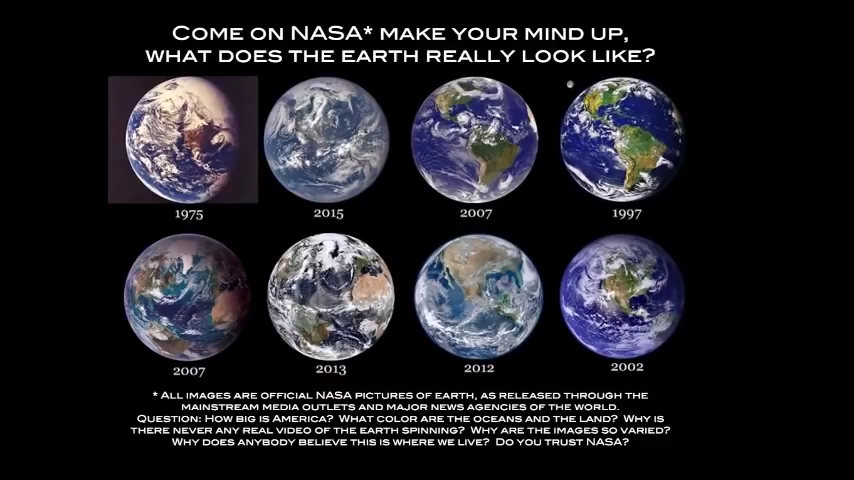 COME ON NASA* MAKE YOUR MIND UP,
WHAT DOES THE EARTH REALLY LOOK LIKE?
1975
2015
2007
1997
2007
2013
2012
2002
* ALL IMAGES ARE OFFICIAL NASA PICTURES OF EARTH, AS RELEASED THROUGH THE
MAINSTREAM MEDIA OUTLETS AND MAJOR NEWS AGENCIES OF THE WORLD.
QUESTION: HOW BIG IS AMERICA? WHAT COLOR ARE THE OCEANS AND THE LAND? WHY IS
THERE NEVER ANY REAL VIDEO OF THE EARTH SPINNING? WHY ARE THE IMAGES SO VARIED?
WHY DOES ANYBODY BELIEVE THIS IS WHERE WE LIVE? DO YOU TRUST NASA?